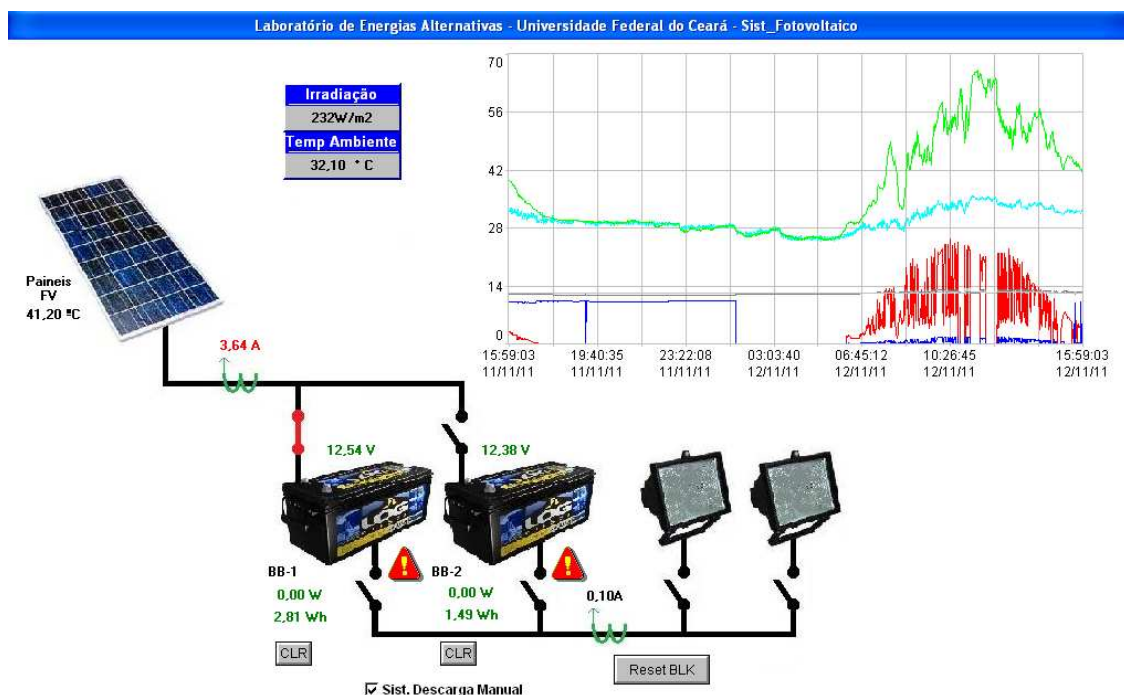 Laboratório de Energias Alternativas - Universidade Federal do Ceará - Sist_Fotovoltaico
Irradiação
232W/m2
Temp Ambiente
32,10 ° C
70
56
42
28
14
0
15:59:03 19:40:35 23:22:08 03:03:40 06:45:12 10:26:45 15:59:03
11/11/11 11/11/11 11/11/11 12/11/11 12/11/11 12/11/11 12/11/11
Paineis
FV
41,20 ºC
3,64 A
12,54 V
12,38 V
LOG
LOG
BB-1
0,00 W
2,81 Wh
BB-2
0,00 W
1,49 Wh
0,10A
CLR
CLR
Reset BLK
Sist. Descarga Manual